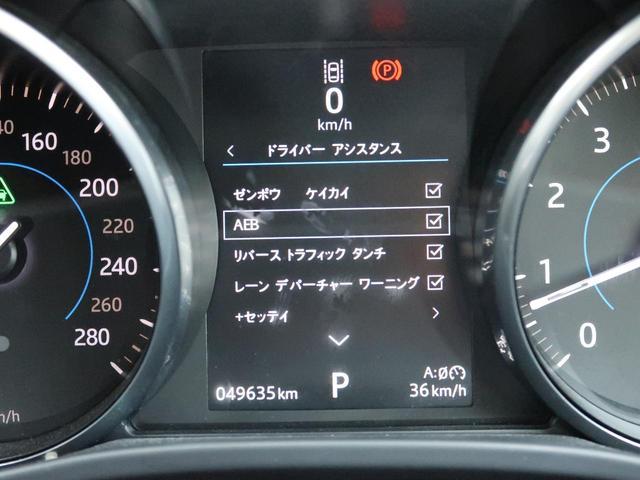 0
km/h
ドライバー アシスタンス
ゼンポウ ケイカイ
AEB
リバース トラフィック タンチ
レーン デパーチャー ワーニング
+セッテイ
049635 km
P
A:Ø
36 km/h
160
180
200
220
240
260
280
3
2
1
0
P